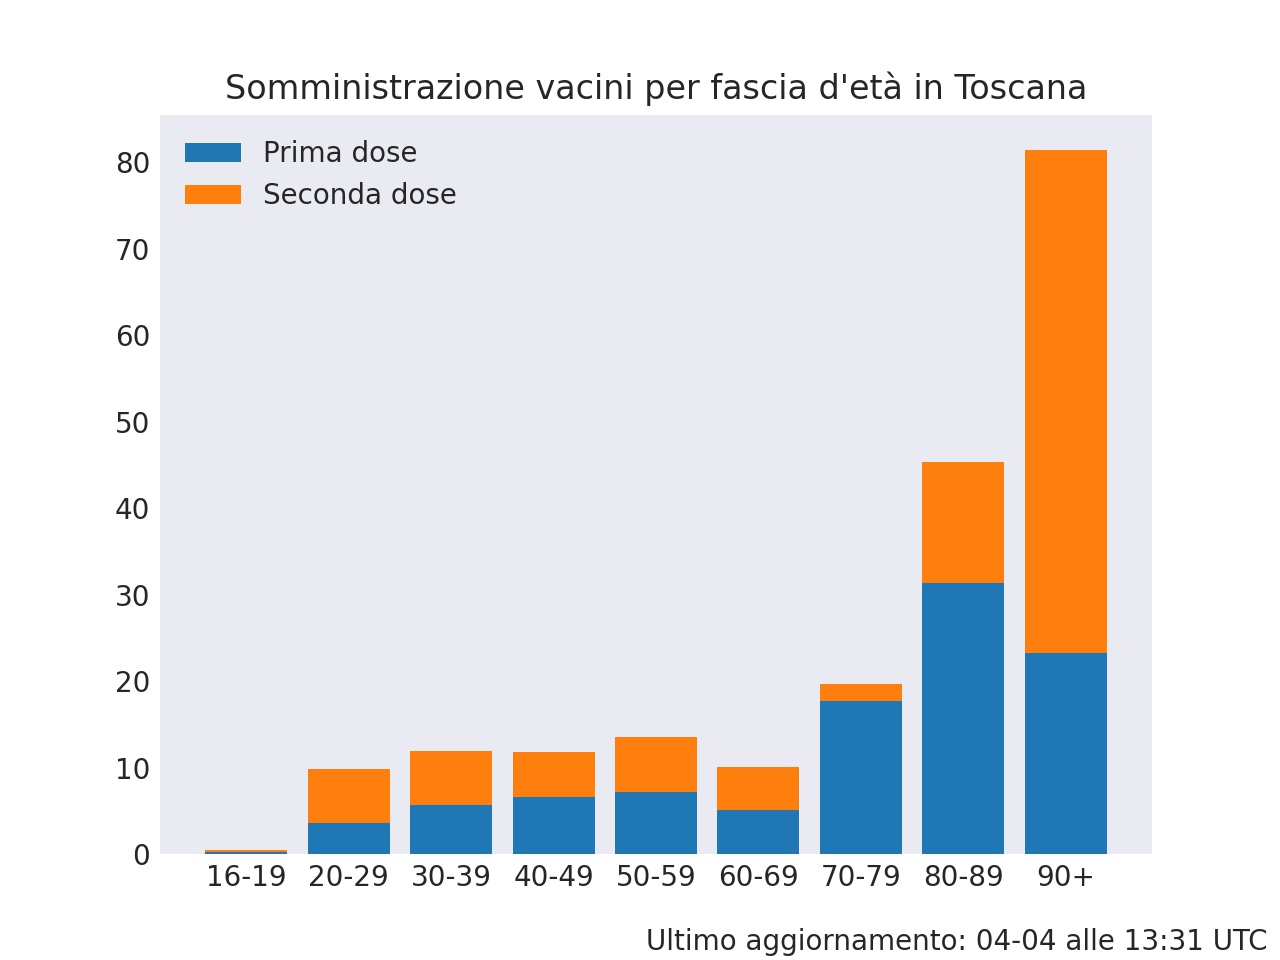 Somministrazione vacini per fascia d'età in Toscana
Prima dose
Seconda dose
80
70
60
50
40
30
20
10
0
16-19 20-29 30-39 40-49 50-59 60-69 70-79 80-89 90+
Ultimo aggiornamento: 04-04 alle 13:31 UTC